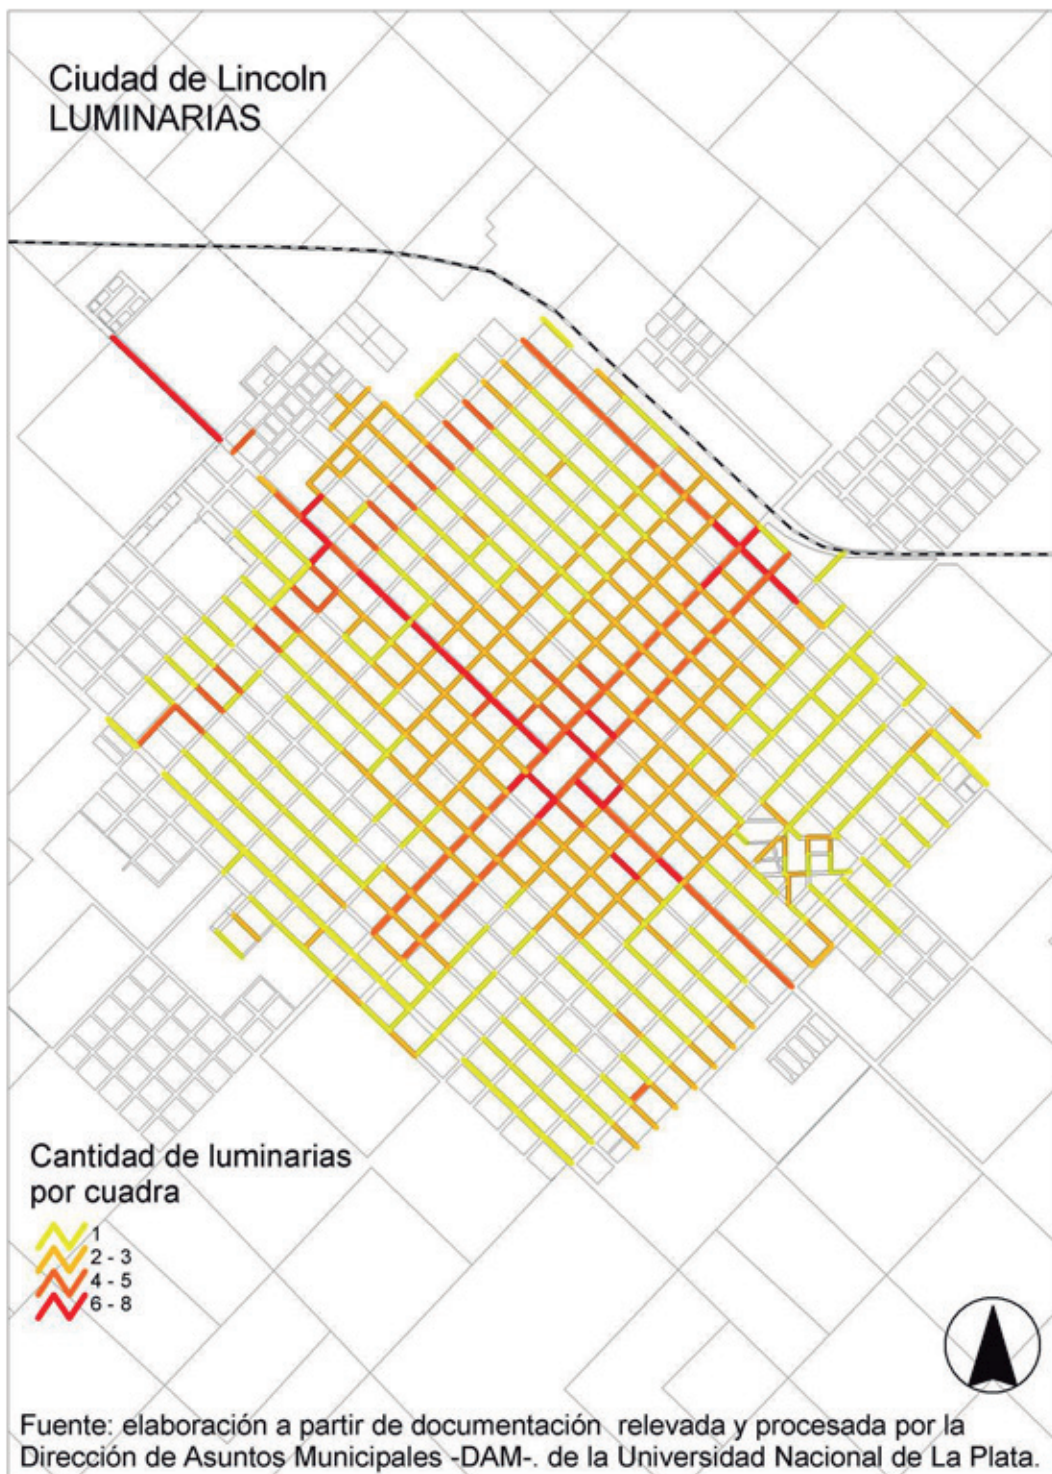 Ciudad de Lincoln
LUMINARIAS
Cantidad de luminarias
por cuadra
1
2 - 3
4 - 5
6 - 8
Fuente: elaboración a partir de documentación relevada y procesada por la
Dirección de Asuntos Municipales -DAM-. de la Universidad Nacional de La Plata.